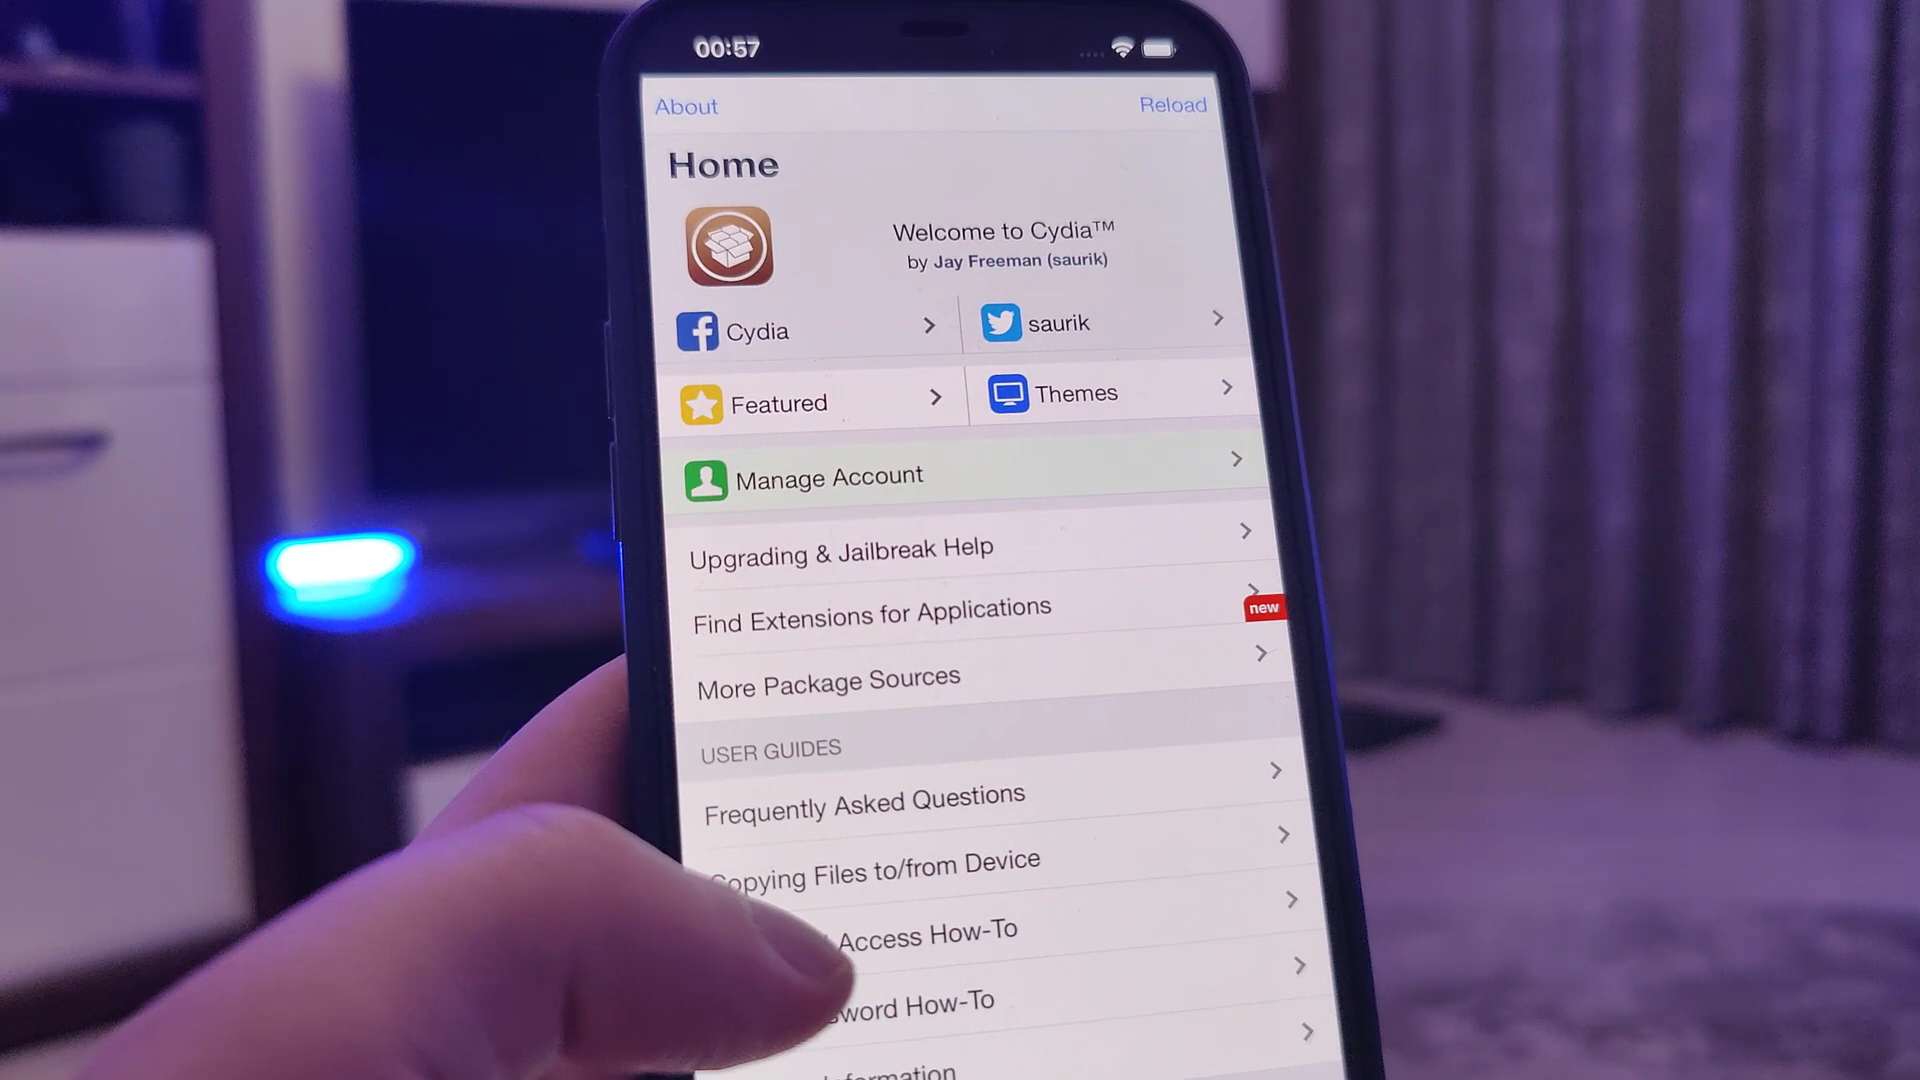 00:57
About
Reload
Home
Welcome to Cydia™
by Jay Freeman (saurik)
Cydia
saurik
Featured
Themes
Manage Account
Upgrading & Jailbreak Help
Find Extensions for Applications
new
More Package Sources
USER GUIDES
Frequently Asked Questions
Copying Files to/from Device
Access How-To
How-To